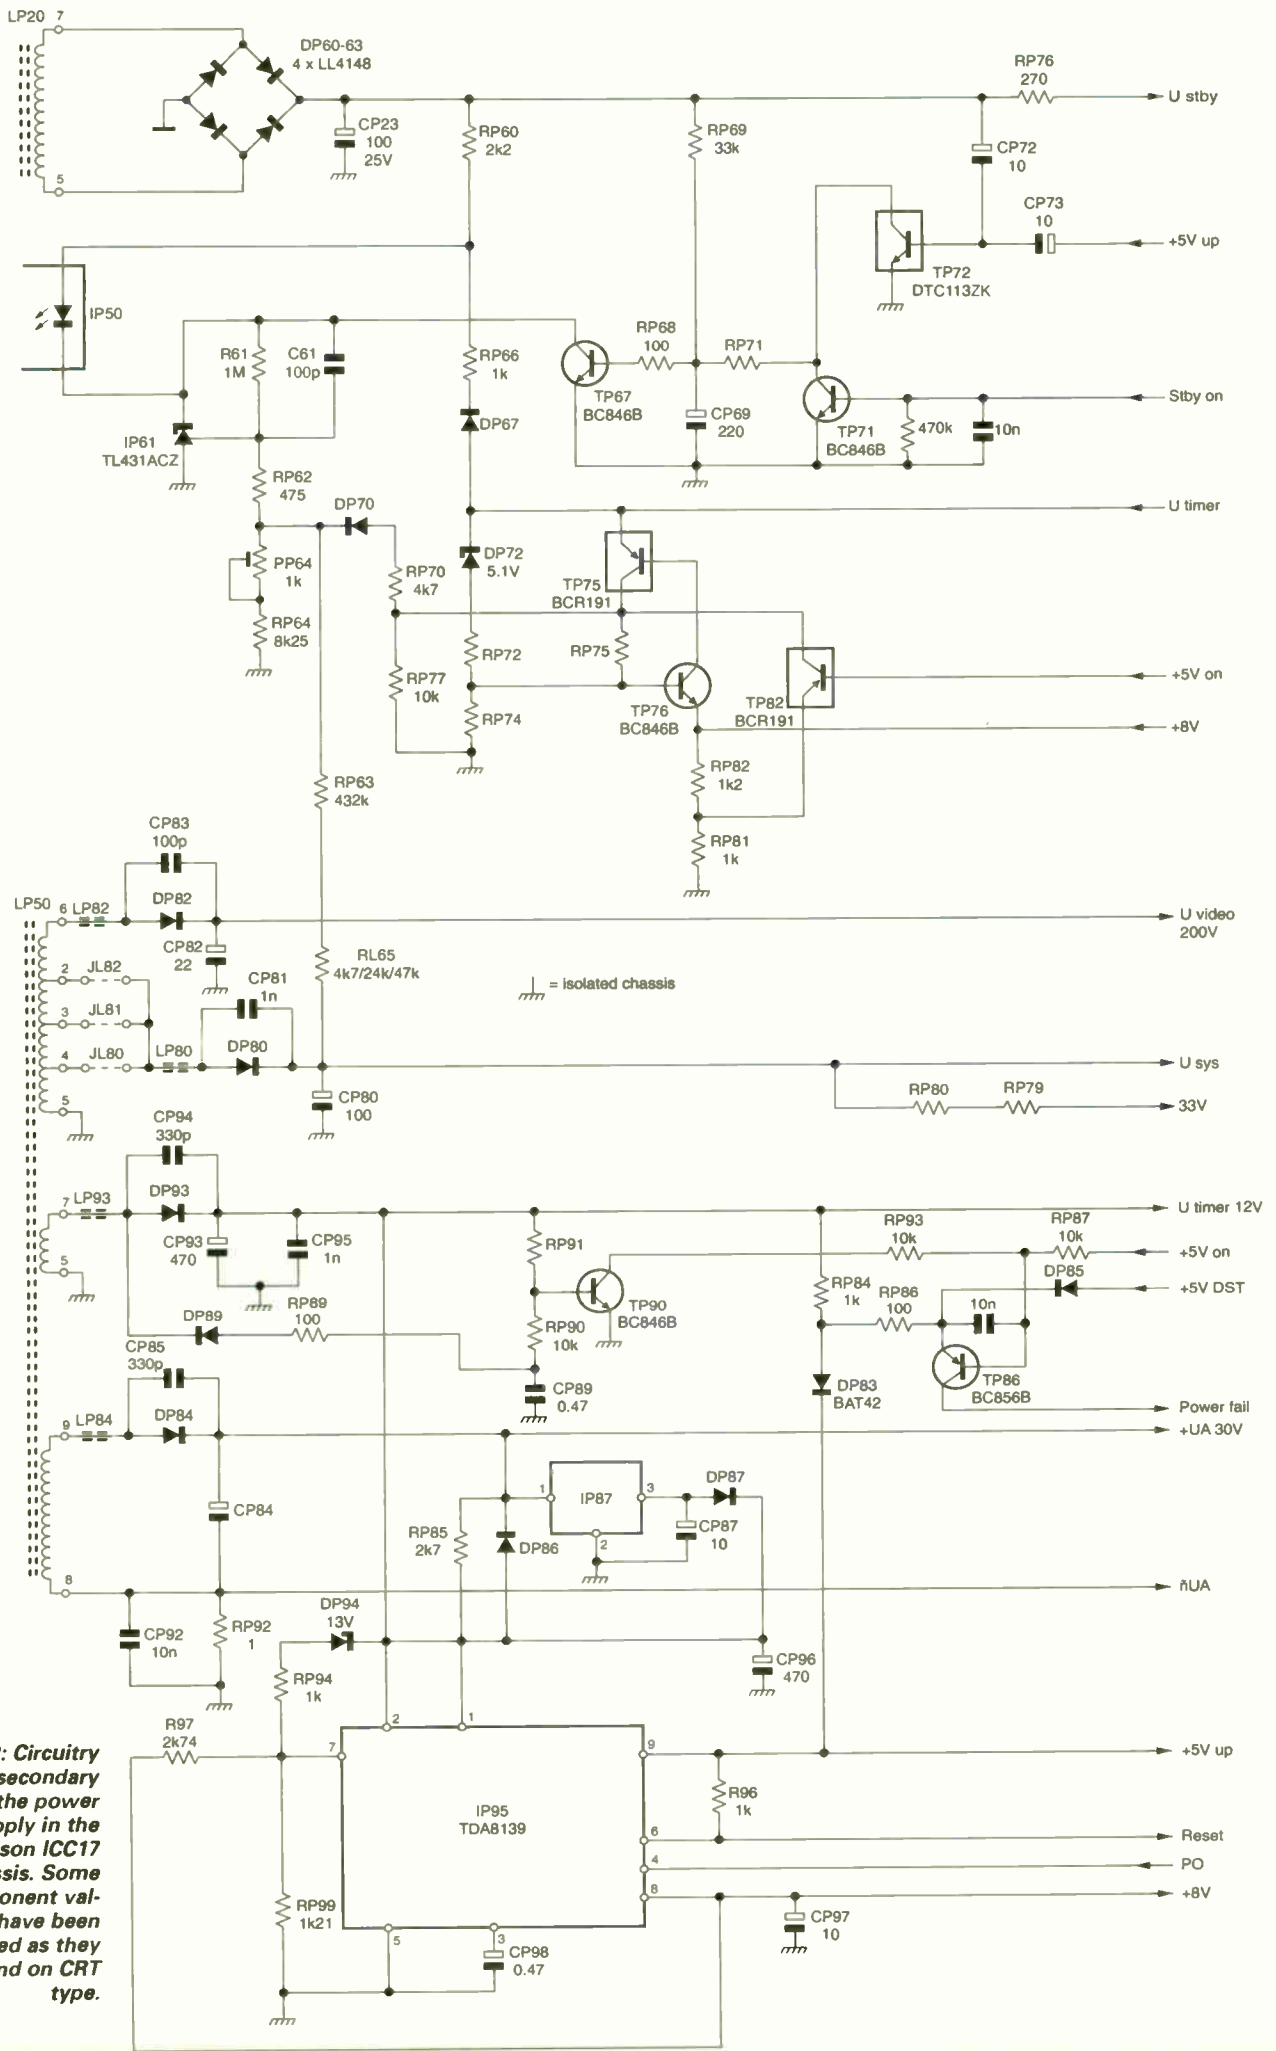 LP20 7
DP60-63
4 x LL4148
RP76
270
U stby
CP23
100
25V
RP60
2k2
RP69
33k
CP72
10
CP73
10
5
+5V up
TP72
DTC113ZK
IP50
R61
1M
C61
100p
RP66
1k
RP68
100
RP71
TP67
BC846B
DP67
CP69
220
TP71
BC846B
470k
10n
Stby on
IP61
TL431ACZ
RP62
475
DP70
U timer
PP64
1k
RP70
4k7
DP72
5.1V
TP75
BCR191
RP64
8k25
RP72
RP75
RP77
10k
RP74
TP76
BC846B
TP82
BCR191
+5V on
+8V
RP63
432k
RP82
1k2
RP81
1k
CP83
100p
LP50
6 LP82
DP82
U video
200V
CP82
22
RL65
4k7/24k/47k
= isolated chassis
2 JL82
CP81
1n
3 JL81
4 JL80
LP80
DP80
U sys
CP80
100
RP80
RP79
33V
5
CP94
330p
7 LP93
DP93
U timer 12V
CP93
470
CP95
1n
RP91
RP93
10k
RP87
10k
+5V on
5
DP85
+5V DST
TP90
BC846B
RP84
1k
RP86
100
10n
DP89
RP89
100
RP90
10k
CP85
330p
CP89
0.47
DP83
BAT42
TP86
BC856B
Power fail
9 LP84
DP84
+UA 30V
1
IP87
3
DP87
CP84
RP85
2k7
DP86
2
CP87
10
8
ñUA
CP92
10n
RP92
1
DP94
13V
RP94
1k
CP96
470
R97
2k74
2
1
7
9
+5V up
IP95
TDA8139
R96
1k
6
Reset
4
PO
8
+8V
RP99
1k21
5
3
CP98
0.47
CP97
10
: Circuitry
secondary
the power
pply in the
son ICC17
ssis. Some
ponent val-
have been
ed as they
nd on CRT
type.